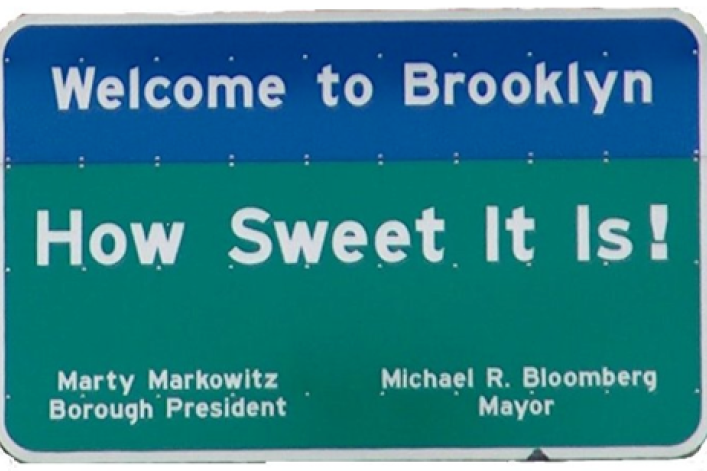 Welcome to Brooklyn
How Sweet It Is!
Marty Markowitz
Borough President
Michael R. Bloomberg
Mayor